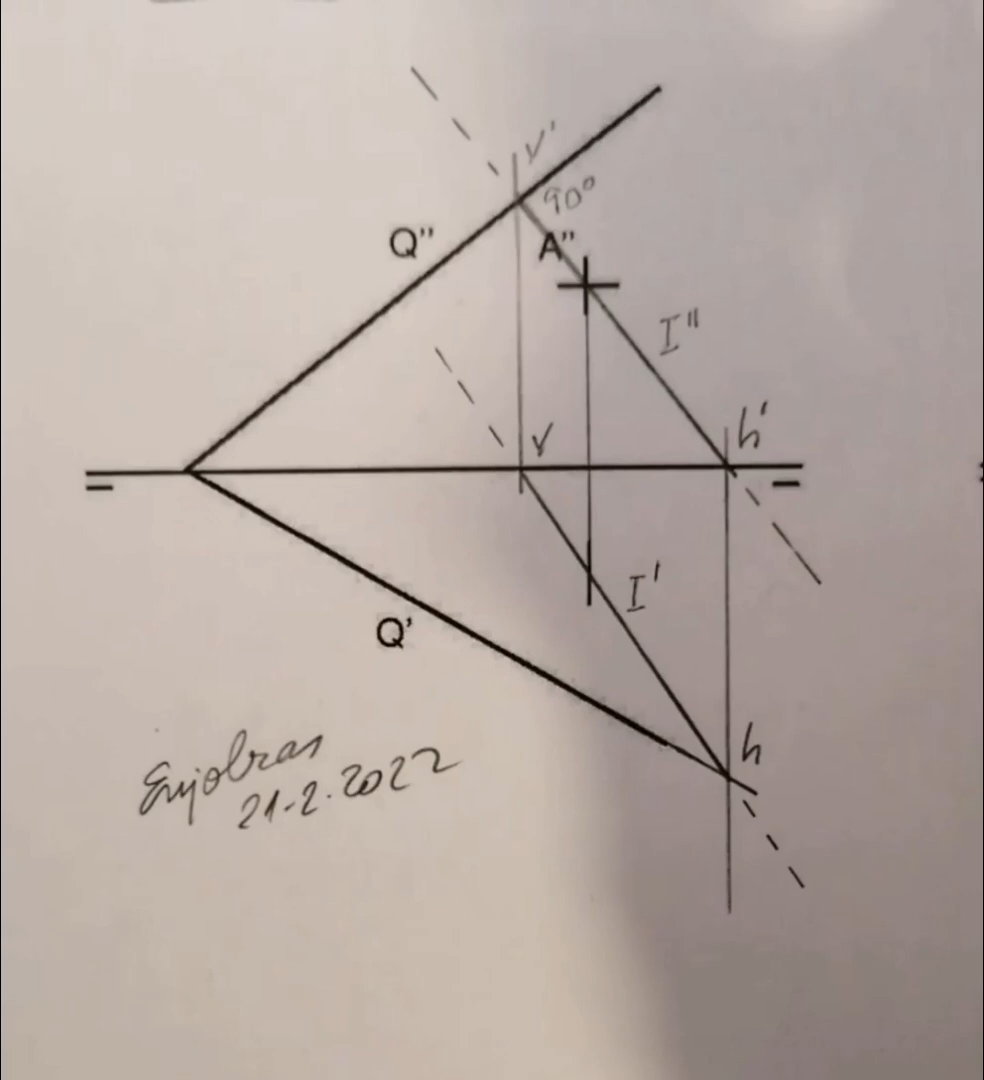 V'
90°
Q"
A"
I"
V
h'
I'
Q'
h
Enjolras
21-2.2022